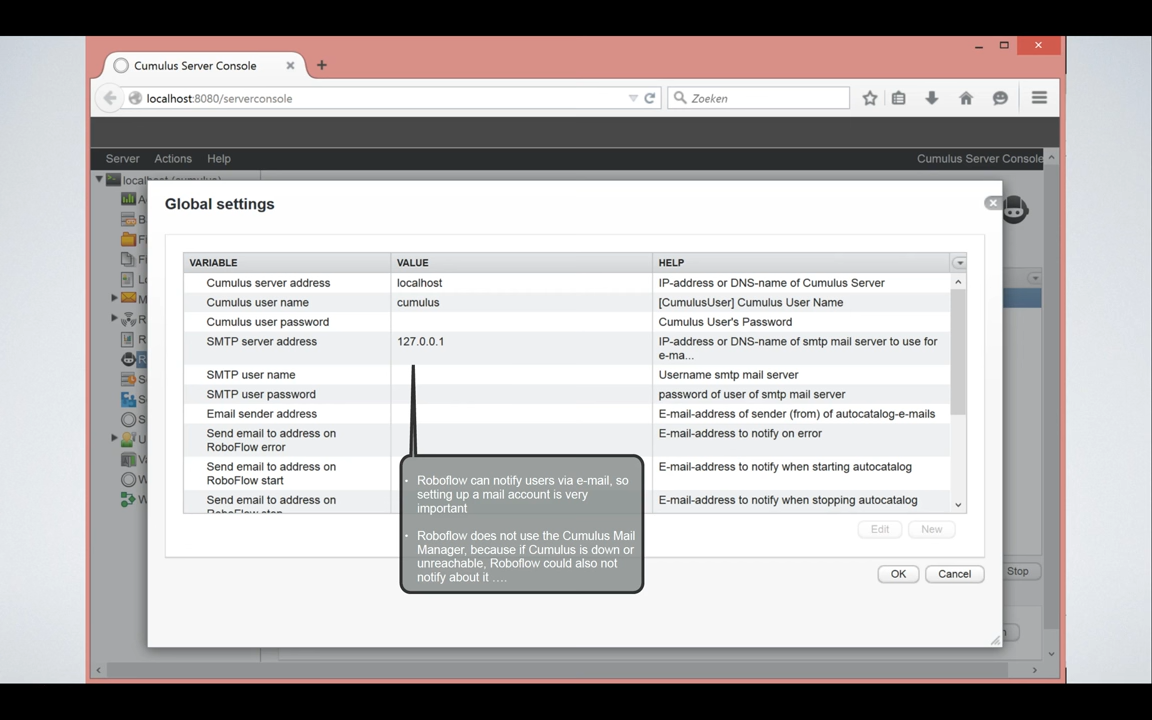 Cumulus Server Console
localhost:8080/serverconsole
Zoeken
Server Actions Help
Cumulus Server Console
Global settings
VARIABLE VALUE HELP
Cumulus server address localhost IP-address or DNS-name of Cumulus Server
Cumulus user name cumulus [CumulusUser] Cumulus User Name
Cumulus user password Cumulus User's Password
SMTP server address 127.0.0.1 IP-address or DNS-name of smtp mail server to use for
e-ma...
SMTP user name Username smtp mail server
SMTP user password password of user of smtp mail server
Email sender address E-mail-address of sender (from) of autocatalog-e-mails
Send email to address on E-mail-address to notify on error
RoboFlow error
Send email to address on E-mail-address to notify when starting autocatalog
RoboFlow start
Send email to address on E-mail-address to notify when stopping autocatalog
• Roboflow can notify users via e-mail, so
setting up a mail account is very
important
• Roboflow does not use the Cumulus Mail
Manager, because if Cumulus is down or
unreachable, Roboflow could also not
notify about it ....
Edit New
OK Cancel
Stop